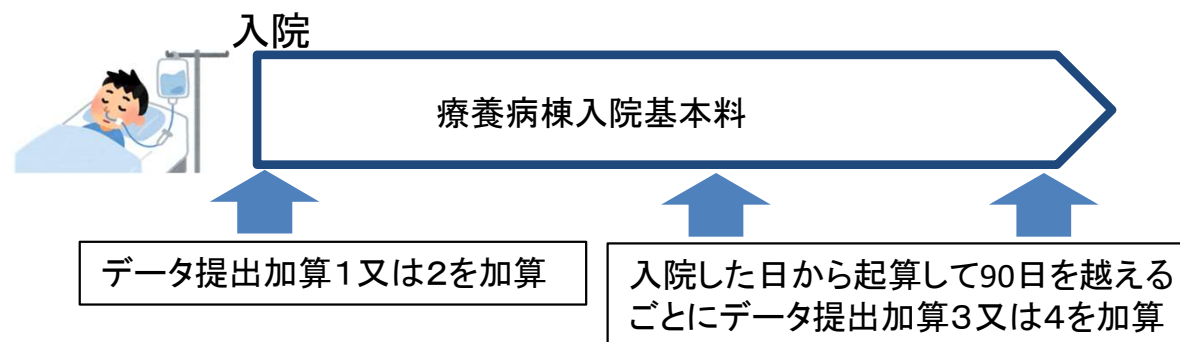 入院
療養病棟入院基本料
データ提出加算１又は２を加算
入院した日から起算して90日を越える
ごとにデータ提出加算３又は４を加算